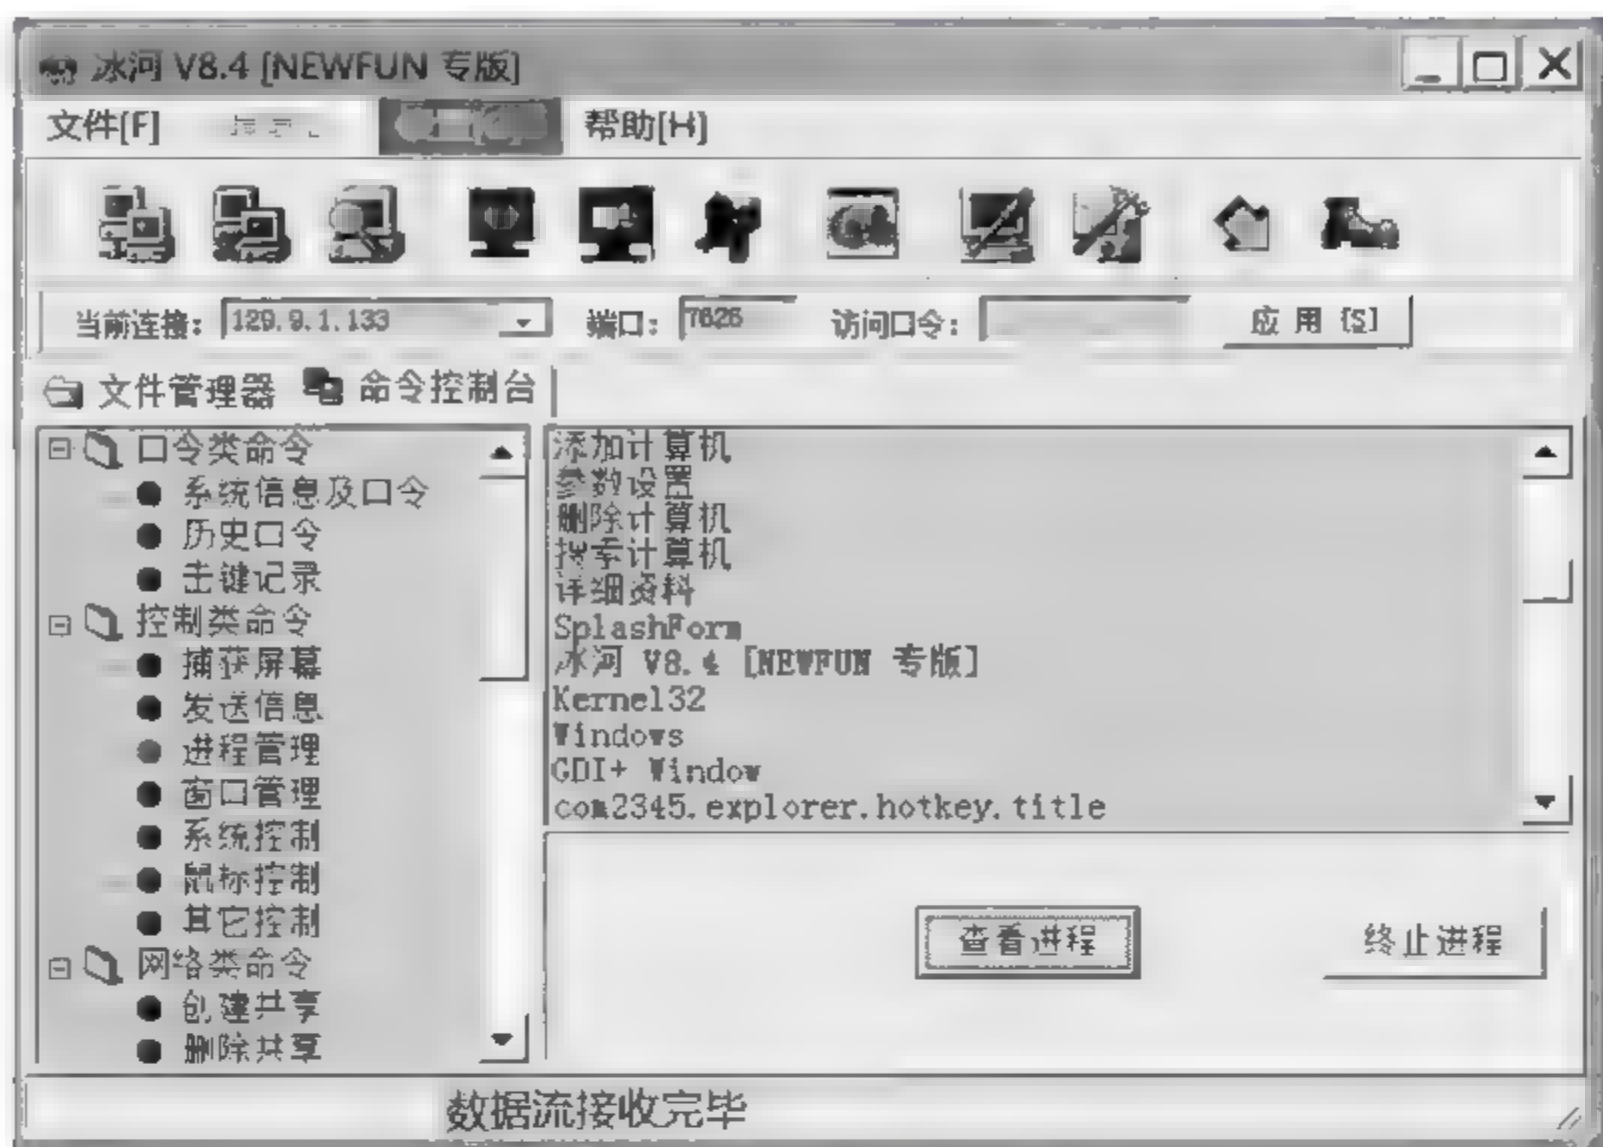 冰河 V8.4 [NEWFUN 专版]
文件[F] 帮助[H]
当前连接: 129.9.1.133 端口: 7626 访问口令: 应用[S]
文件管理器 命令控制台
口令类命令
系统信息及口令
历史口令
击键记录
控制类命令
捕获屏幕
发送信息
进程管理
窗口管理
系统控制
鼠标控制
其它控制
网络类命令
创建共享
删除共享
添加计算机
参数设置
删除计算机
搜索计算机
详细资料
SplashForm
冰河 V8.4 [NEWFUN 专版]
Kernel32
Windows
GDI+ Window
com2345.explorer.hotkey.title
查看进程 终止进程
数据流接收完毕